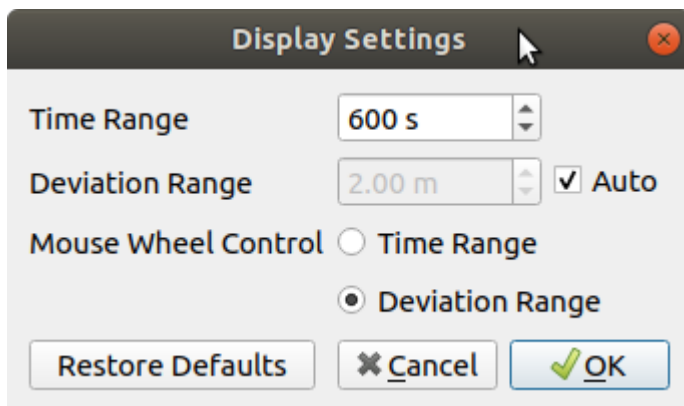 Display Settings
Time Range 600 s
Deviation Range 2.00 m Auto
Mouse Wheel Control Time Range
Deviation Range
Restore Defaults Cancel OK